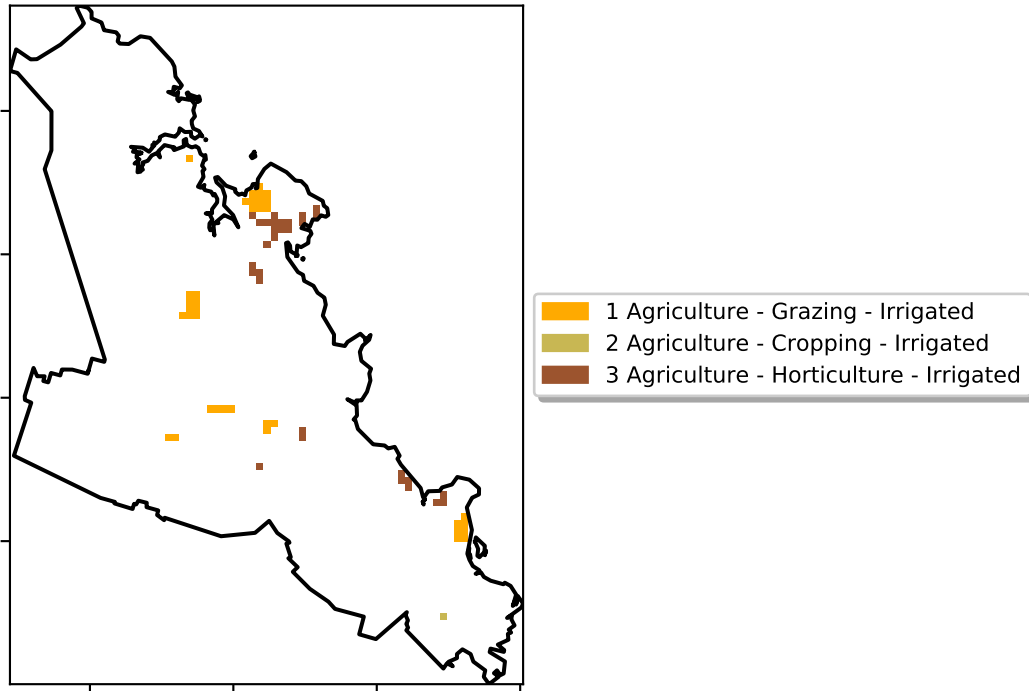 1 Agriculture - Grazing - Irrigated
2 Agriculture - Cropping - Irrigated
3 Agriculture - Horticulture - Irrigated